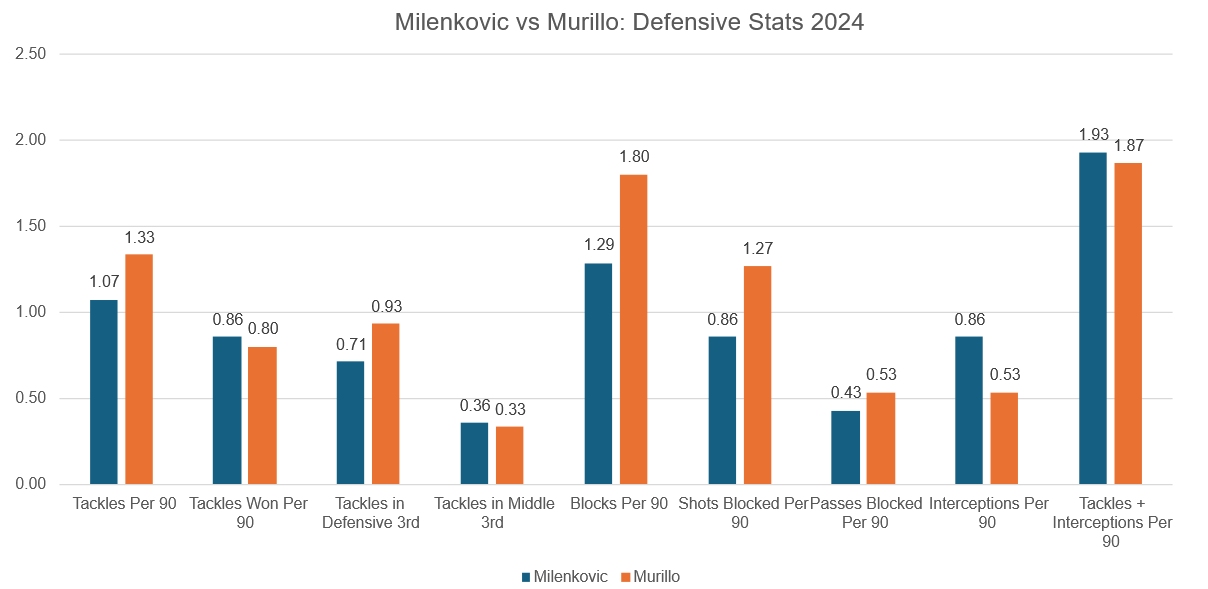 Milenkovic vs Murillo: Defensive Stats 2024
2.50
2.00
1.50
1.00
0.50
0.00
1.07
1.33
0.86
0.80
0.71
0.93
0.36
0.33
1.29
1.80
0.86
1.27
0.43
0.53
0.86
0.53
1.93
1.87
Tackles Per 90
Tackles Won Per
90
Tackles in
Defensive 3rd
Tackles in Middle
3rd
Blocks Per 90
Shots Blocked Per
90
Passes Blocked
Per 90
Interceptions Per
90
Tackles +
Interceptions Per
90
Milenkovic
Murillo